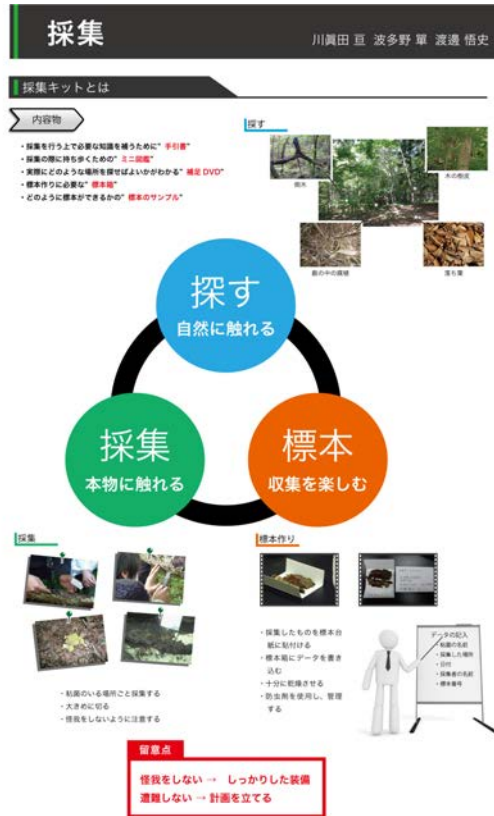 採集
川眞田 亘 波多野 單 渡邊 悟史
採集キットとは
内容物
・採集を行う上で必要な知識を補うために" 手引書"
・採集の際に持ち歩くための" ミニ図鑑"
・実際にどのような場所を探せばよいかがわかる" 補足 DVD"
・標本作りに必要な" 標本箱"
・どのように標本ができるかの" 標本のサンプル"
探す
倒木
木の樹皮
落ち葉
探す
自然に触れる
採集
本物に触れる
標本
収集を楽しむ
採集
・粘菌のいる場所ごと採集する
・大きめに切る
・怪我をしないように注意する
標本作り
・採集したものを標本台
紙に貼付ける
・標本箱にデータを書き
込む
・十分に乾燥させる
・防虫剤を使用し、管理
する
データの記入
・粘菌の名前
・採集した場所
・日付
・採集者の名前
・標本番号
留意点
怪我をしない → しっかりした装備
遭難しない → 計画を立てる